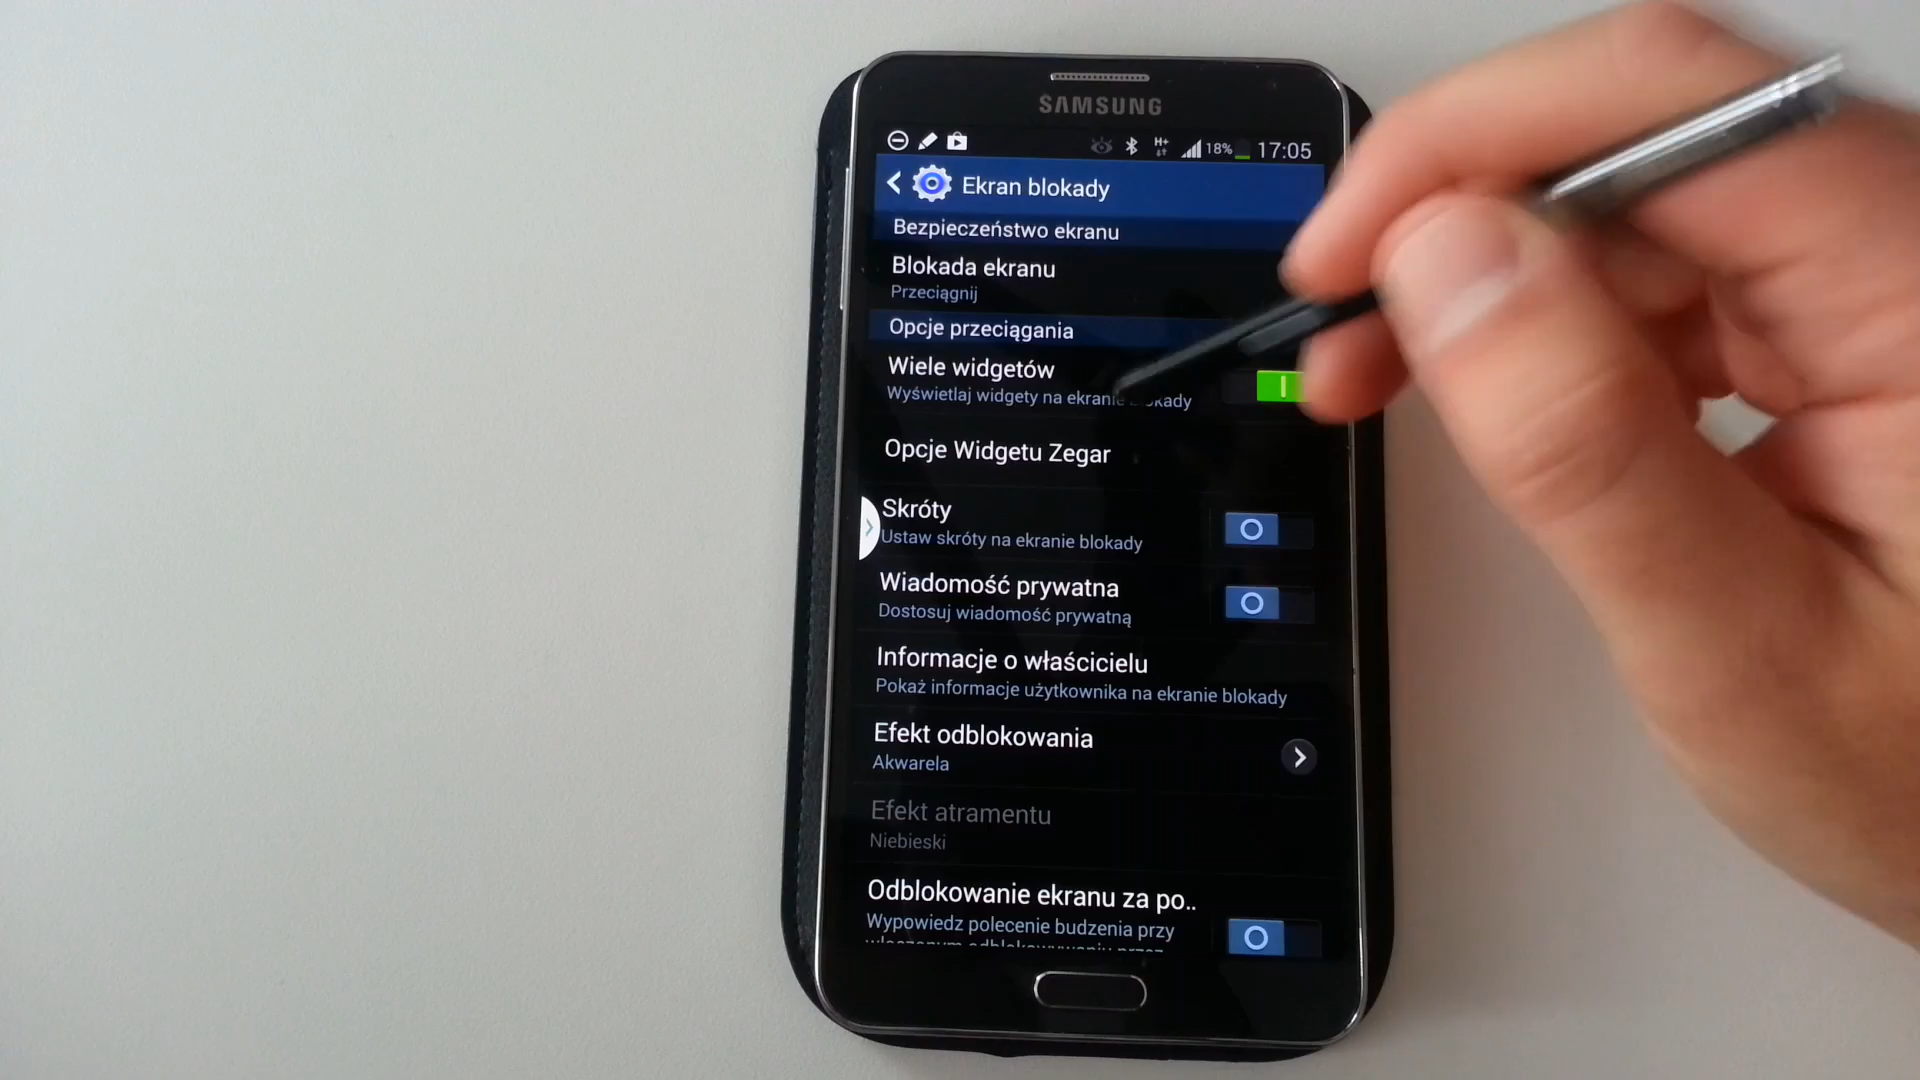 SAMSUNG
H+ 18% 17:05
Ekran blokady
Bezpieczeństwo ekranu
Blokada ekranu
Przeciągnij
Opcje przeciągania
Wiele widgetów
Wyświetlaj widgety na ekranie
Opcje Widgetu Zegar
Skróty
Ustaw skróty na ekranie blokady
Wiadomość prywatna
Dostosuj wiadomość prywatną
Informacje o właścicielu
Pokaż informacje użytkownika na ekranie blokady
Efekt odblokowania
Akwarela
Efekt atramentu
Niebieski
Odblokowanie ekranu za po..
Wypowiedz polecenie budzenia przy